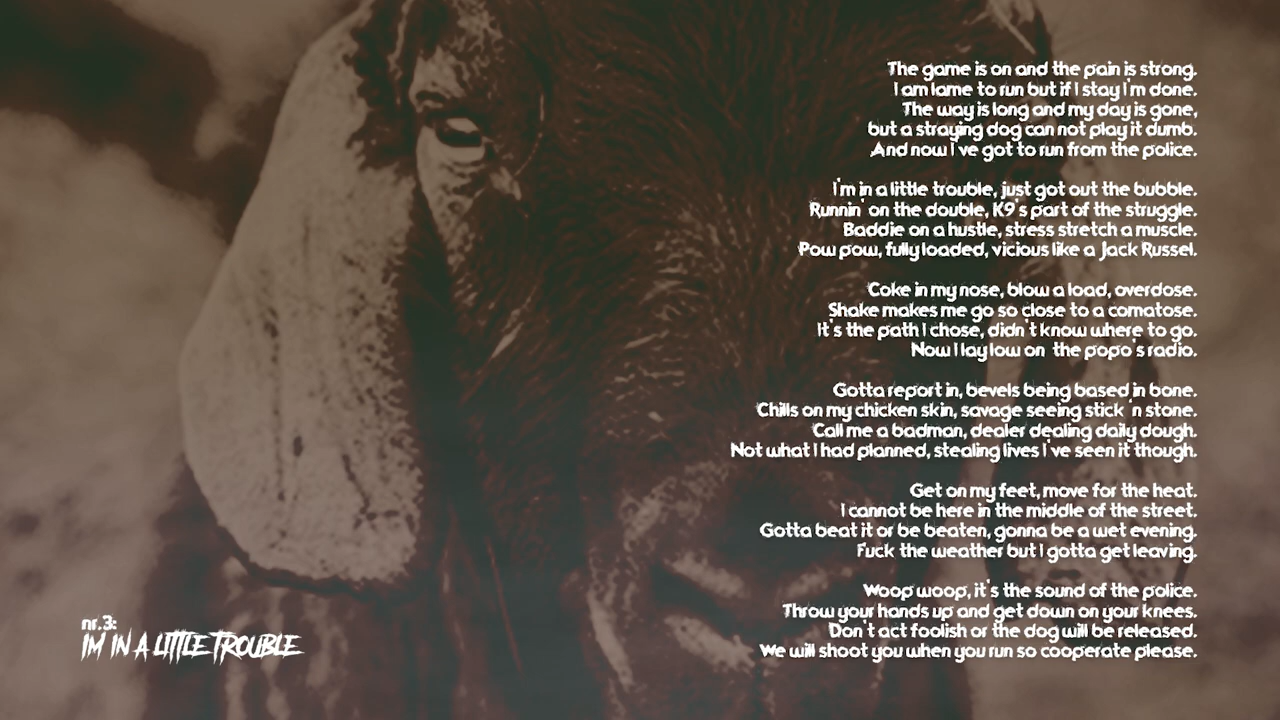 The game is on and the pain is strong.
I am lame to run but if I stay I'm done.
The way is long and my day is gone,
but a straying dog can not play it dumb.
And now I've got to run from the police.
I'm in a little trouble, just got out the bubble.
Runnin' on the double, K9's part of the struggle.
Baddie on a hustle, stress stretch a muscle.
Pow pow, fully loaded, vicious like a Jack Russel.
Coke in my nose, blow a load, overdose.
Shake makes me go so close to a comatose.
It's the path I chose, didn't know where to go.
Now I lay low on the popo's radio.
Gotta report in, bevels being based in bone.
Chills on my chicken skin, savage seeing stick 'n stone.
Call me a badman, dealer dealing daily dough.
Not what I had planned, stealing lives I've seen it though.
Get on my feet, move for the heat.
I cannot be here in the middle of the street.
Gotta beat it or be beaten, gonna be a wet evening.
Fuck the weather but I gotta get leaving.
Woop woop, it's the sound of the police.
Throw your hands up and get down on your knees.
Don't act foolish or the dog will be released.
We will shoot you when you run so cooperate please.
nr.3:
IM IN A LITTLE TROUBLE